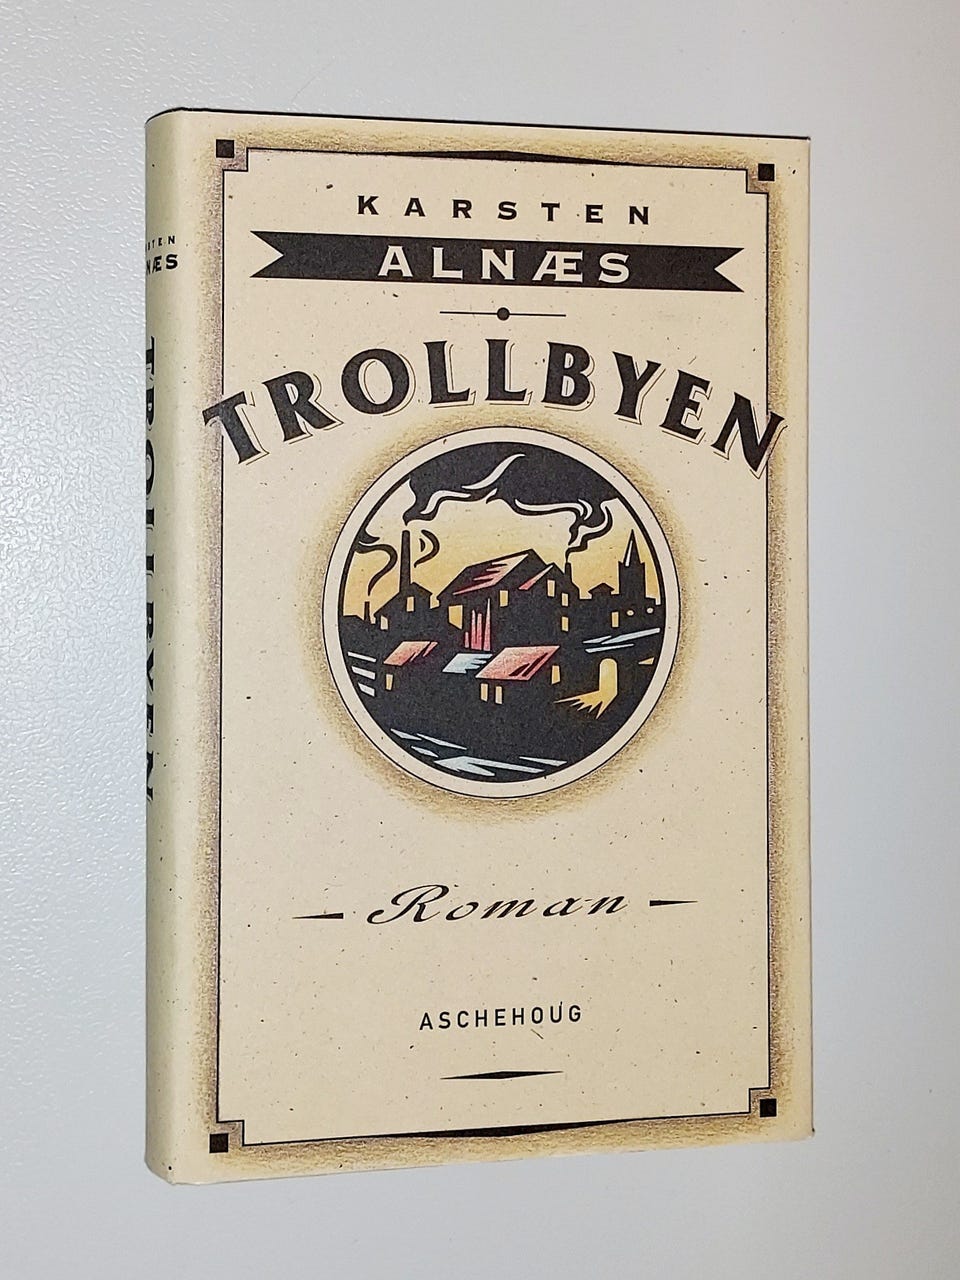 KARSTEN
ALNÆS
TROLLBYEN
Roman
ASCHEHOUG
TROLLBYEN